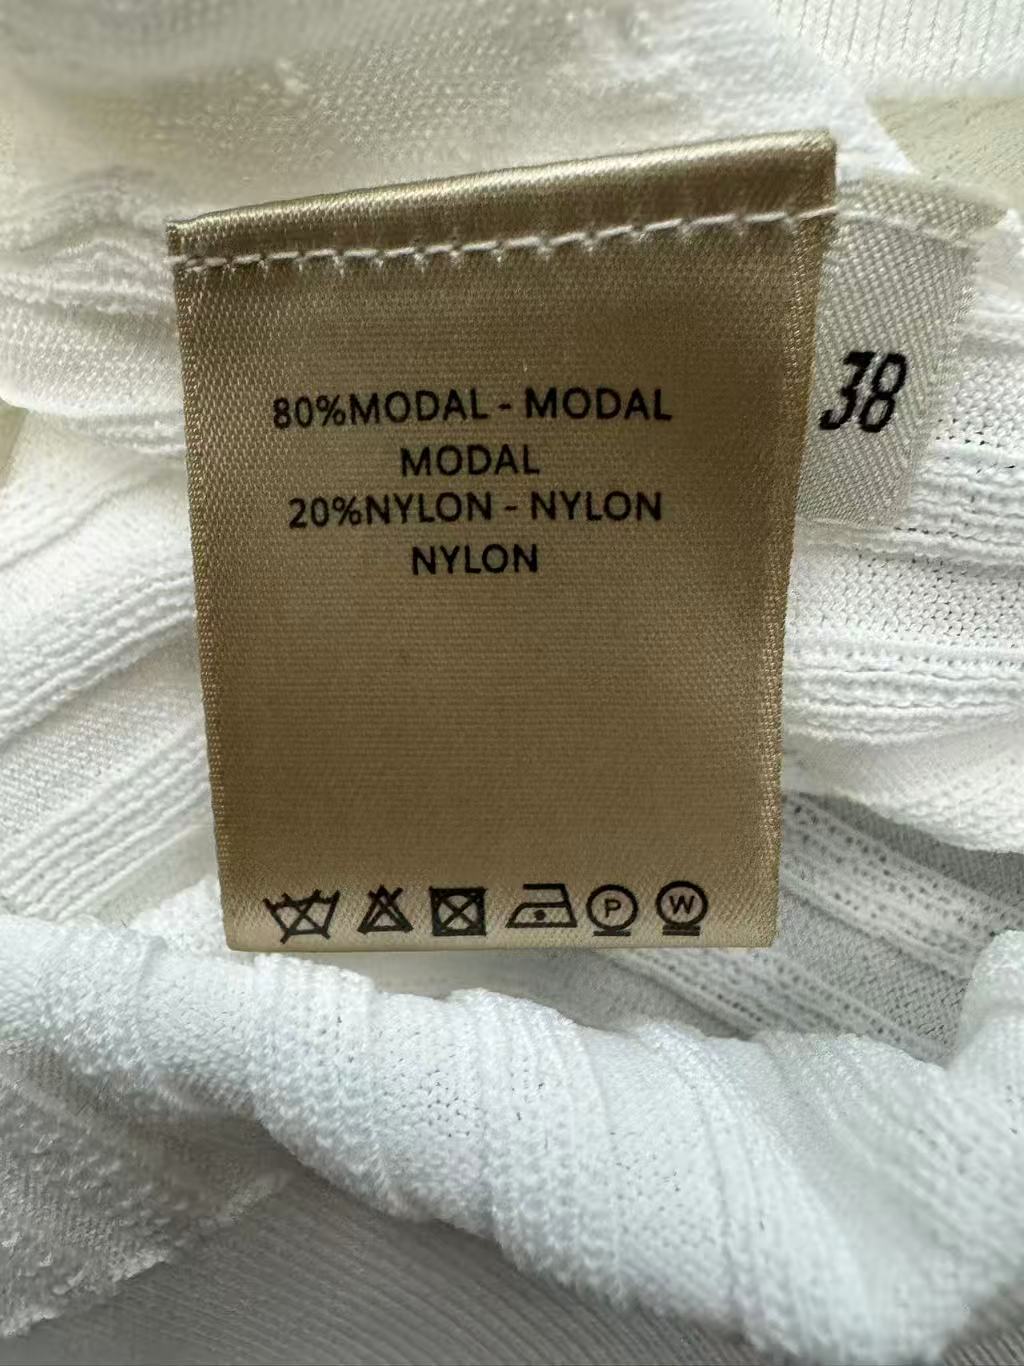 80%MODAL - MODAL
MODAL
20%NYLON - NYLON
NYLON
38
P
W